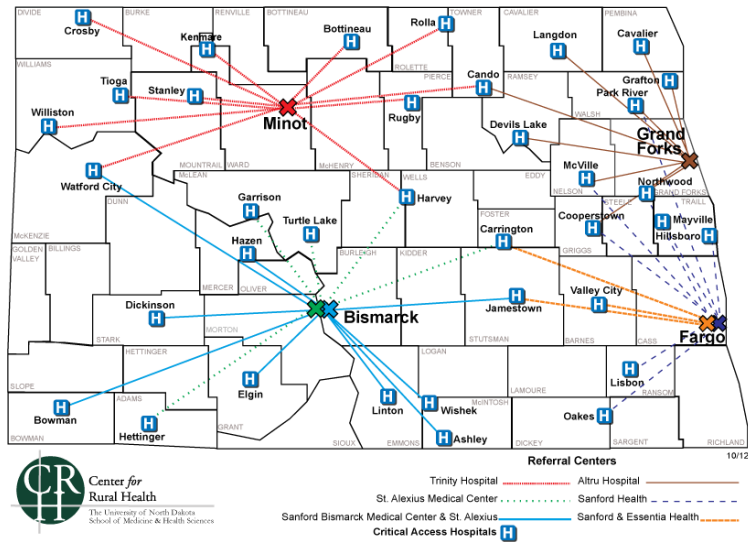 DIVIDE
BURKE
RENVILLE
BOTTINEAU
ROLETTE
TOWNER
CAVALIER
PEMBINA
Crosby
Kenmare
Bottineau
Rolla
Langdon
Cavalier
WILLIAMS
PIERCE
RAMSEY
WALSH
Tioga
Stanley
Cando
Grafton
Park River
Williston
Minot
Rugby
Devils Lake
Grand
Forks
MOUNTRAIL
WARD
McHENRY
BENSON
EDDY
NELSON
GRAND FORKS
Watford City
McVille
Northwood
McLEAN
SHERIDAN
WELLS
DUNN
Garrison
Harvey
Turtle Lake
FOSTER
STEELE
TRAILL
Cooperstown
Mayville
Hillsboro
McKENZIE
Hazen
Carrington
GRIGGS
GOLDEN
VALLEY
BILLINGS
MERCER
OLIVER
BURLEIGH
KIDDER
Dickinson
Bismarck
Jamestown
Valley City
Fargo
STARK
MORTON
STUTSMAN
BARNES
CASS
HETTINGER
LOGAN
LAMOURE
Lisbon
RANSOM
SLOPE
Elgin
Linton
Wishek
McINTOSH
Oakes
Bowman
ADAMS
Hettinger
GRANT
Ashley
BOWMAN
SIOUX
EMMONS
DICKEY
SARGENT
RICHLAND
10/12
Referral Centers
Trinity Hospital
Altru Hospital
St. Alexius Medical Center
Sanford Health
Sanford Bismarck Medical Center & St. Alexius
Sanford & Essentia Health
Critical Access Hospitals
H
CRH
Center for
Rural Health
The University of North Dakota
School of Medicine & Health Sciences